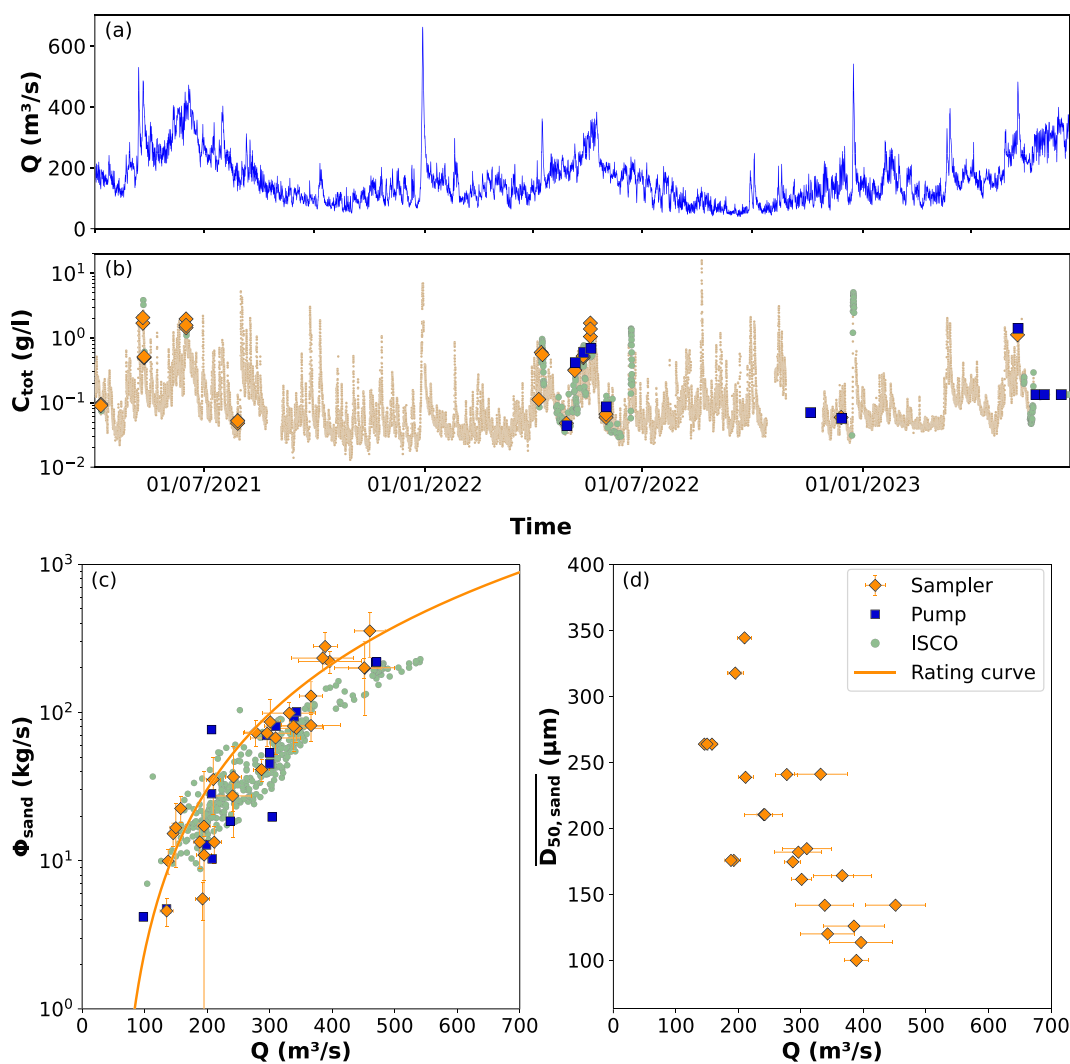 (a)
Q (m³/s)
600
400
200
0
(b)
C_tot (g/l)
10¹
10⁰
10⁻¹
10⁻²
01/07/2021 01/01/2022 01/07/2022 01/01/2023
Time
(c)
Φ_sand (kg/s)
10³
10²
10¹
10⁰
0 100 200 300 400 500 600 700
Q (m³/s)
(d)
D_50, sand (µm)
400
350
300
250
200
150
100
0 100 200 300 400 500 600 700
Q (m³/s)
Sampler
Pump
ISCO
Rating curve